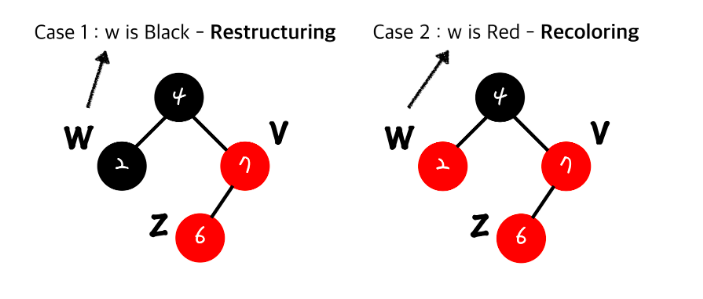 Case 1 : w is Black - Restructuring
Case 2 : w is Red - Recoloring
4
W
2
7
V
Z
6
4
W
2
7
V
Z
6